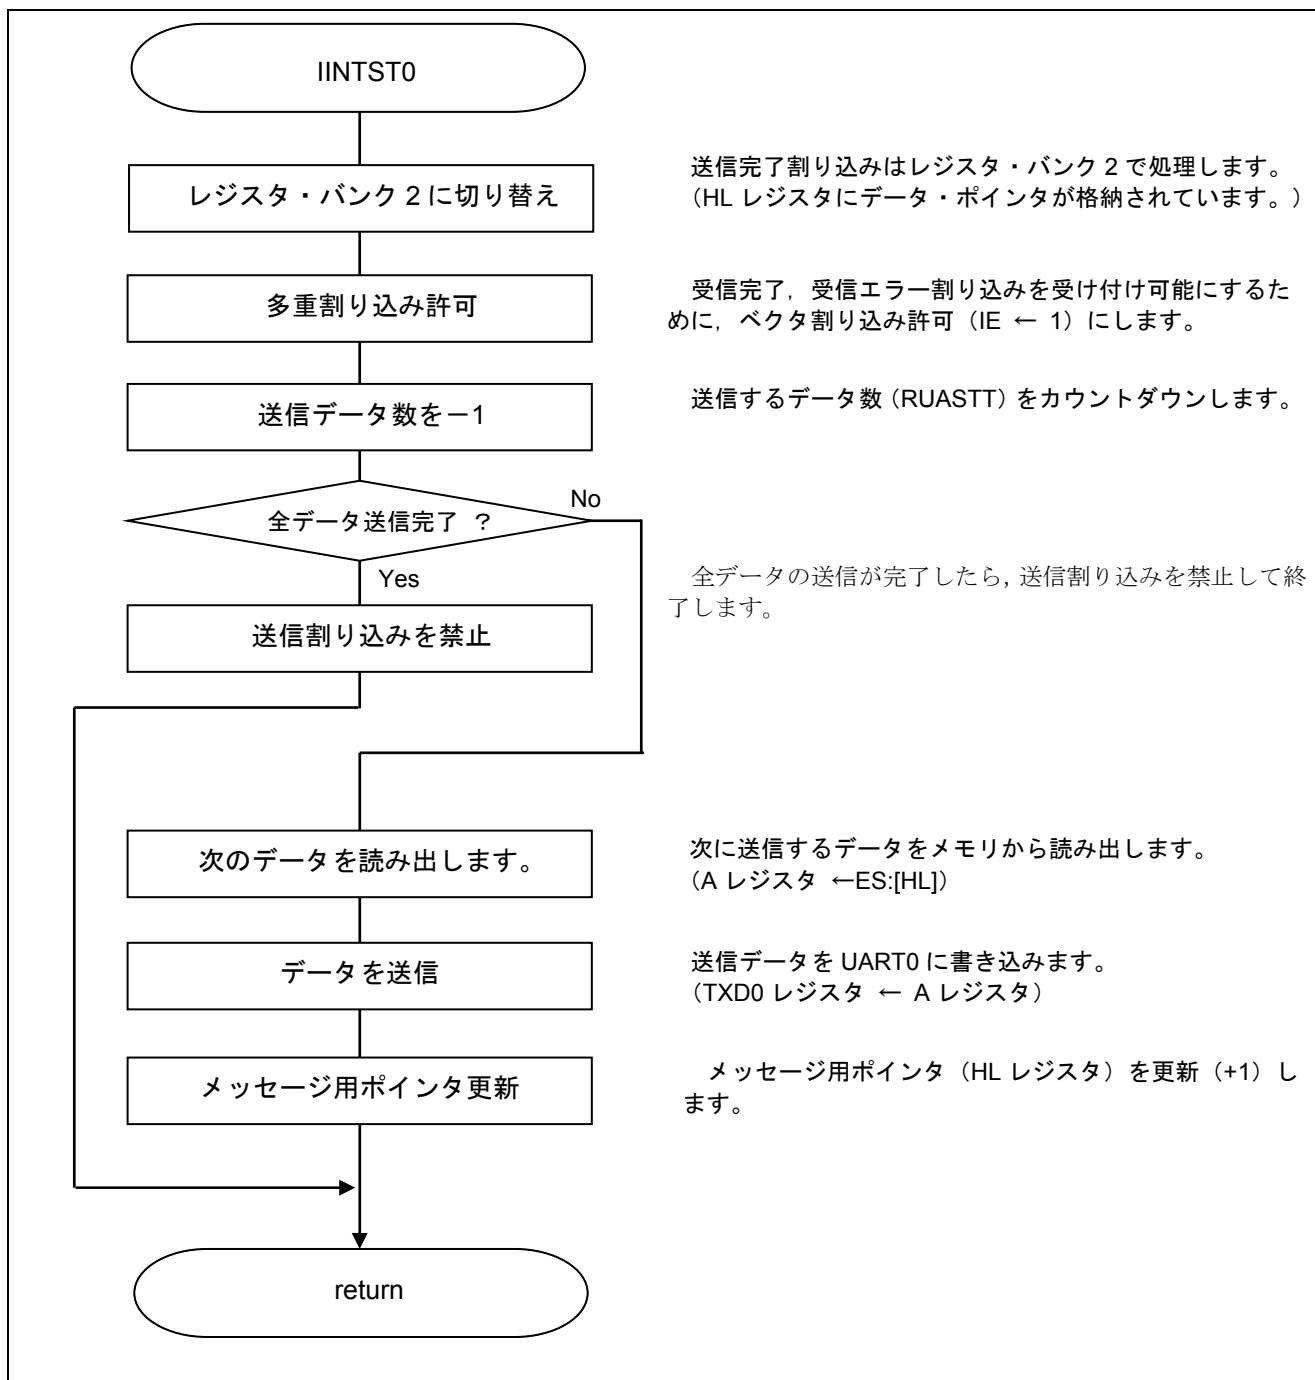 IINTST0
レジスタ・バンク 2 に切り替え
送信完了割り込みはレジスタ・バンク 2 で処理します。
（HL レジスタにデータ・ポインタが格納されています。）
多重割り込み許可
受信完了，受信エラー割り込みを受け付け可能にするた
めに，ベクタ割り込み許可（IE ← 1）にします。
送信データ数を－1
送信するデータ数（RUASTT）をカウントダウンします。
全データ送信完了 ？
No
Yes
全データの送信が完了したら, 送信割り込みを禁止して終
了します。
送信割り込みを禁止
次のデータを読み出します。
次に送信するデータをメモリから読み出します。
（A レジスタ ←ES:[HL]）
データを送信
送信データを UART0 に書き込みます。
（TXD0 レジスタ ← A レジスタ）
メッセージ用ポインタ更新
メッセージ用ポインタ（HL レジスタ）を更新（+1）し
ます。
return